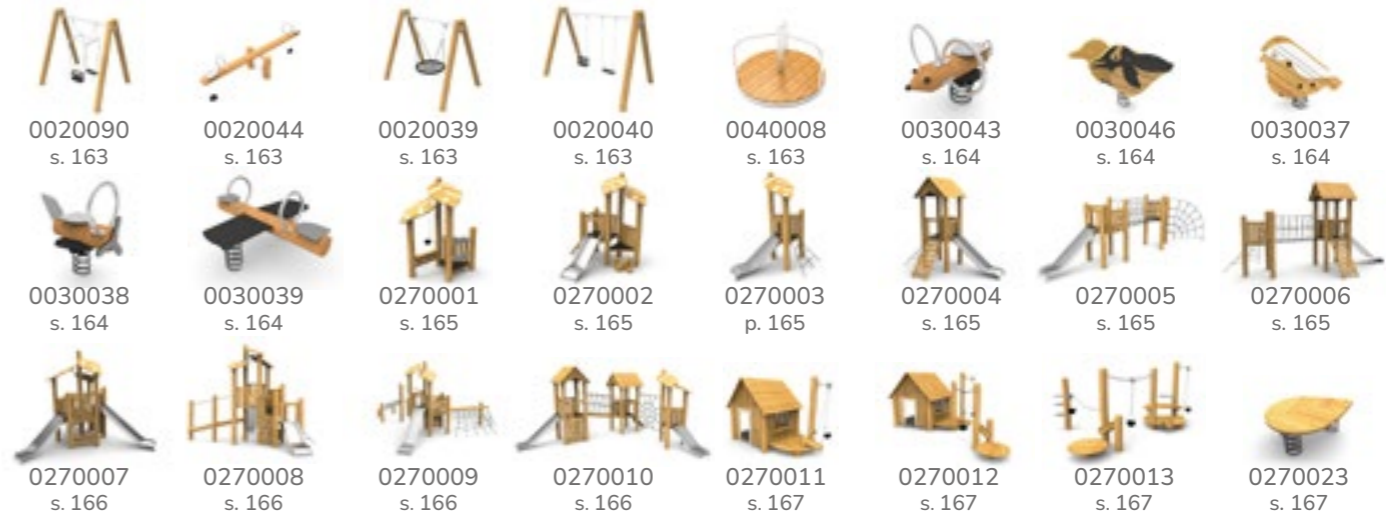 0020090 0020044 0020039 0020040 0040008 0030043 0030046 0030037
s. 163 s. 163 s. 163 s. 163 s. 163 s. 164 s. 164 s. 164
0030038 0030039 0270001 0270002 0270003 0270004 0270005 0270006
s. 164 s. 164 s. 165 s. 165 p. 165 s. 165 s. 165 s. 165
0270007 0270008 0270009 0270010 0270011 0270012 0270013 0270023
s. 166 s. 166 s. 166 s. 166 s. 167 s. 167 s. 167 s. 167